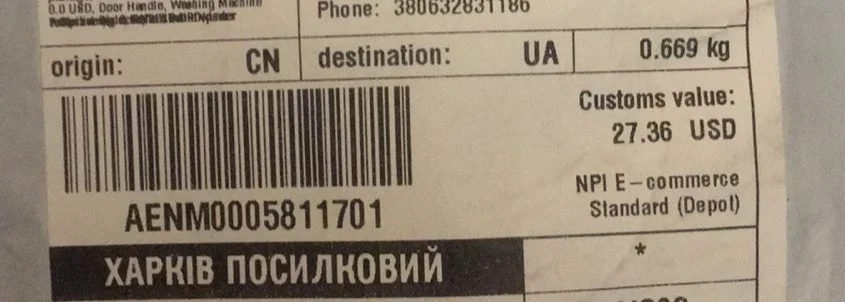 0.0 USD, Door Handle, Washing Machine
Phone: 380632831186
origin: CN
destination: UA
0.669 kg
Customs value:
27.36 USD
AENM0005811701
NPI E-commerce
Standard (Depot)
ХАРКІВ ПОСИЛКОВИЙ
*